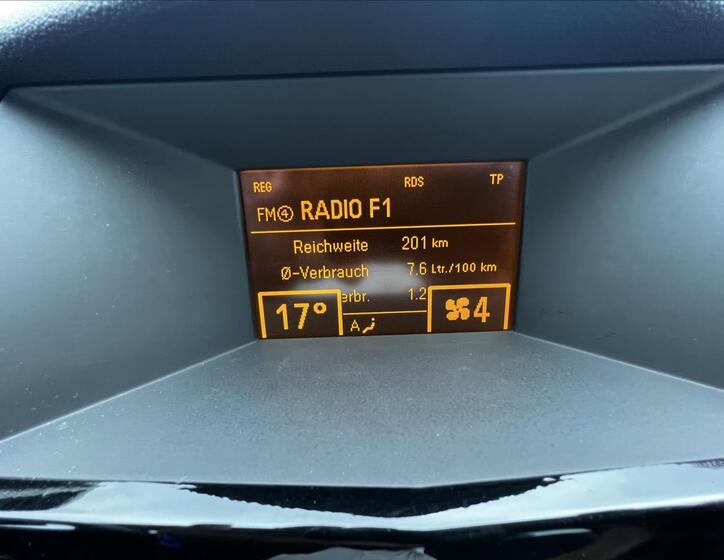 REG RDS TP
FM④ RADIO F1
Reichweite 201 km
Ø-Verbrauch 7.6 Ltr./100 km
erbr. 1.2
17° A 4